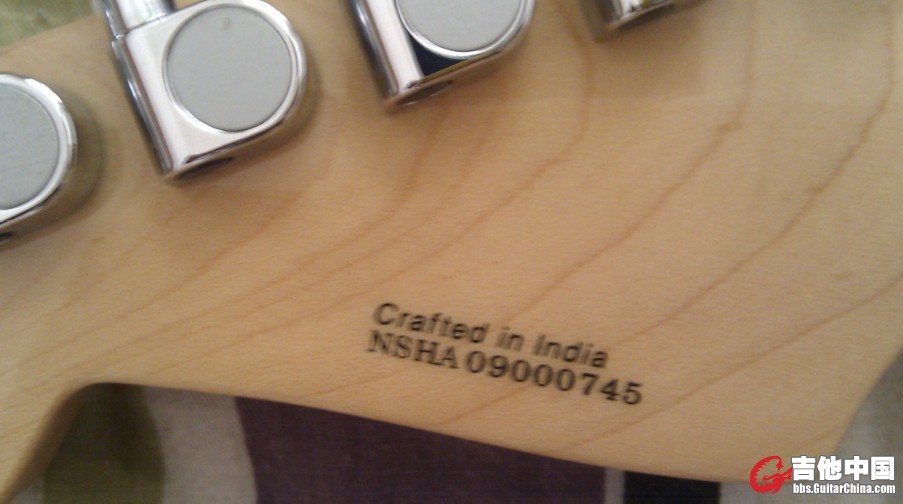 Crafted in India
NSHA 09000745
吉他中国
bbs.GuitarChina.com